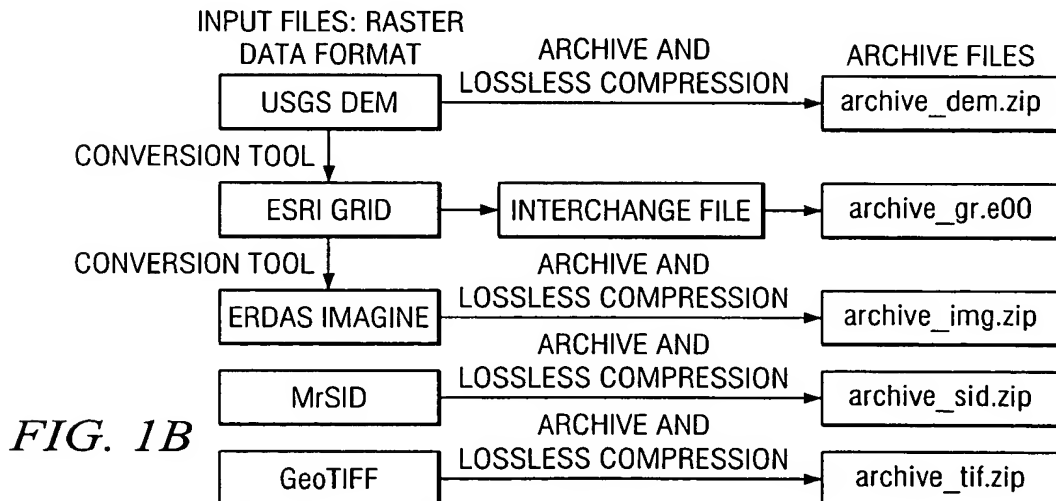 INPUT FILES: RASTER
DATA FORMAT
ARCHIVE AND
LOSSLESS COMPRESSION
ARCHIVE FILES
USGS DEM
archive_dem.zip
CONVERSION TOOL
ESRI GRID
INTERCHANGE FILE
archive_gr.e00
CONVERSION TOOL
ARCHIVE AND
LOSSLESS COMPRESSION
ERDAS IMAGINE
archive_img.zip
ARCHIVE AND
LOSSLESS COMPRESSION
MrSID
archive_sid.zip
FIG. 1B
ARCHIVE AND
LOSSLESS COMPRESSION
GeoTIFF
archive_tif.zip